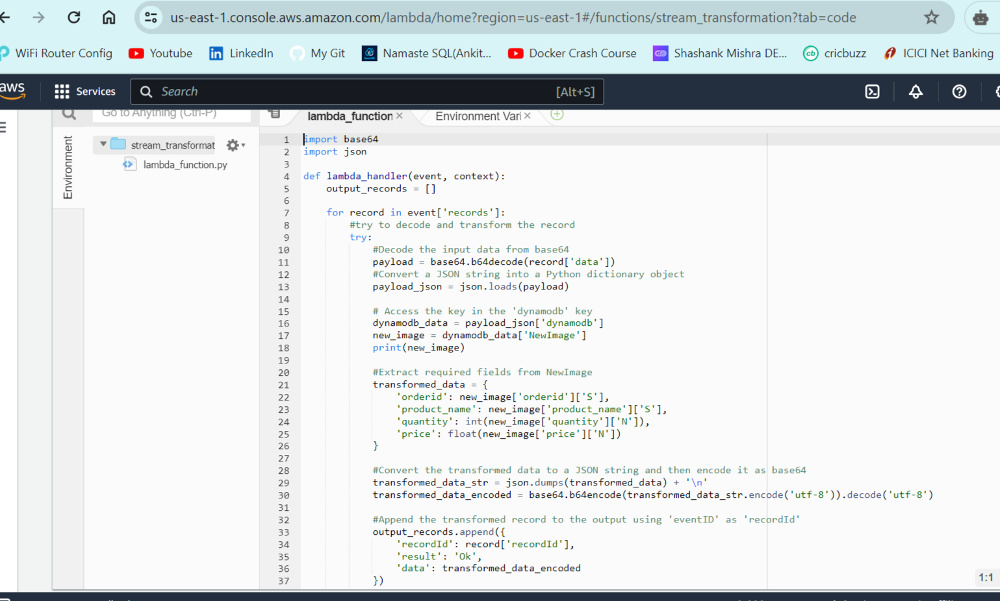 us-east-1.console.aws.amazon.com/lambda/home?region=us-east-1#/functions/stream_transformation?tab=code
WiFi Router Config Youtube LinkedIn My Git Namaste SQL(Ankit... Docker Crash Course Shashank Mishra DE... cricbuzz ICICI Net Banking
aws Services Search [Alt+S]
Go to Anything (Ctrl-P) lambda_function × Environment Vari ×
Environment
stream_transformat
lambda_function.py
1 import base64
2 import json
3
4 def lambda_handler(event, context):
5 output_records = []
6
7 for record in event['records']:
8 #try to decode and transform the record
9 try:
10 #Decode the input data from base64
11 payload = base64.b64decode(record['data'])
12 #Convert a JSON string into a Python dictionary object
13 payload_json = json.loads(payload)
14
15 # Access the key in the 'dynamodb' key
16 dynamodb_data = payload_json['dynamodb']
17 new_image = dynamodb_data['NewImage']
18 print(new_image)
19
20 #Extract required fields from NewImage
21 transformed_data = {
22 'orderid': new_image['orderid']['S'],
23 'product_name': new_image['product_name']['S'],
24 'quantity': int(new_image['quantity']['N']),
25 'price': float(new_image['price']['N'])
26 }
27
28 #Convert the transformed data to a JSON string and then encode it as base64
29 transformed_data_str = json.dumps(transformed_data) + '\n'
30 transformed_data_encoded = base64.b64encode(transformed_data_str.encode('utf-8')).decode('utf-8')
31
32 #Append the transformed record to the output using 'eventID' as 'recordId'
33 output_records.append({
34 'recordId': record['recordId'],
35 'result': 'Ok',
36 'data': transformed_data_encoded
37 })
1:1